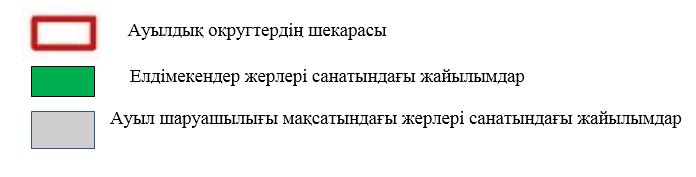 Ауылдық округтердің шекарасы
Елдімекендер жерлері санатындағы жайылымдар
Ауыл шаруашылығы мақсатындағы жерлері санатындағы жайылымдар